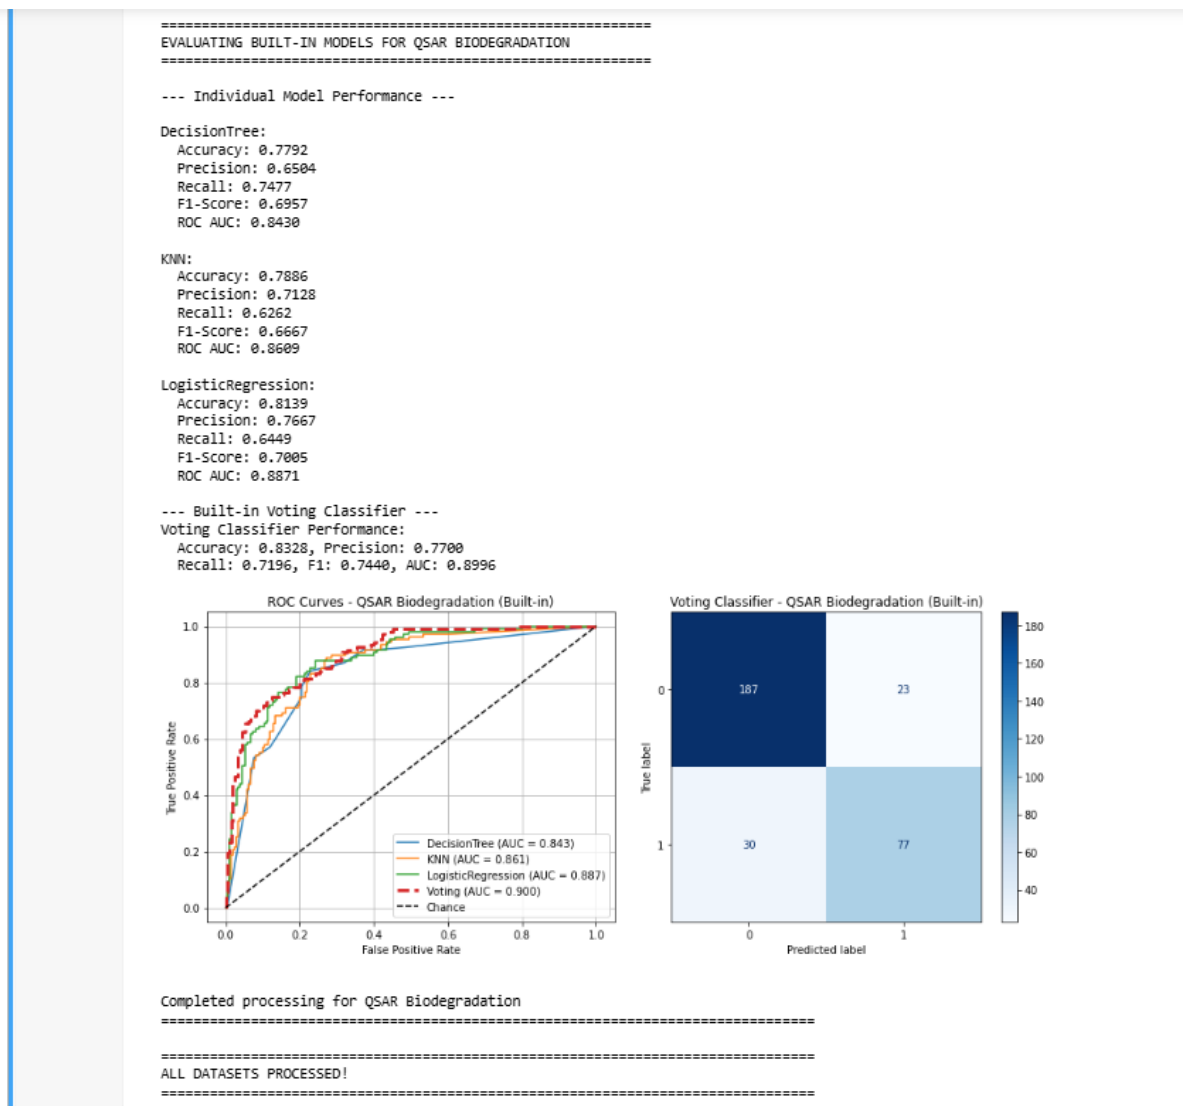 ============================================================
EVALUATING BUILT-IN MODELS FOR QSAR BIODEGRADATION
============================================================
--- Individual Model Performance ---
DecisionTree:
Accuracy: 0.7792
Precision: 0.6504
Recall: 0.7477
F1-Score: 0.6957
ROC AUC: 0.8430
KNN:
Accuracy: 0.7886
Precision: 0.7128
Recall: 0.6262
F1-Score: 0.6667
ROC AUC: 0.8609
LogisticRegression:
Accuracy: 0.8139
Precision: 0.7667
Recall: 0.6449
F1-Score: 0.7005
ROC AUC: 0.8871
--- Built-in Voting Classifier ---
Voting Classifier Performance:
Accuracy: 0.8328, Precision: 0.7700
Recall: 0.7196, F1: 0.7440, AUC: 0.8996
ROC Curves - QSAR Biodegradation (Built-in)
True Positive Rate
1.0
0.8
0.6
0.4
0.2
0.0
DecisionTree (AUC = 0.843)
KNN (AUC = 0.861)
LogisticRegression (AUC = 0.887)
Voting (AUC = 0.900)
Chance
0.0 0.2 0.4 0.6 0.8 1.0
False Positive Rate
Voting Classifier - QSAR Biodegradation (Built-in)
True label
0 187 23
1 30 77
0 1
Predicted label
180
160
140
120
100
80
60
40
Completed processing for QSAR Biodegradation
================================================================================
================================================================================
ALL DATASETS PROCESSED!
================================================================================